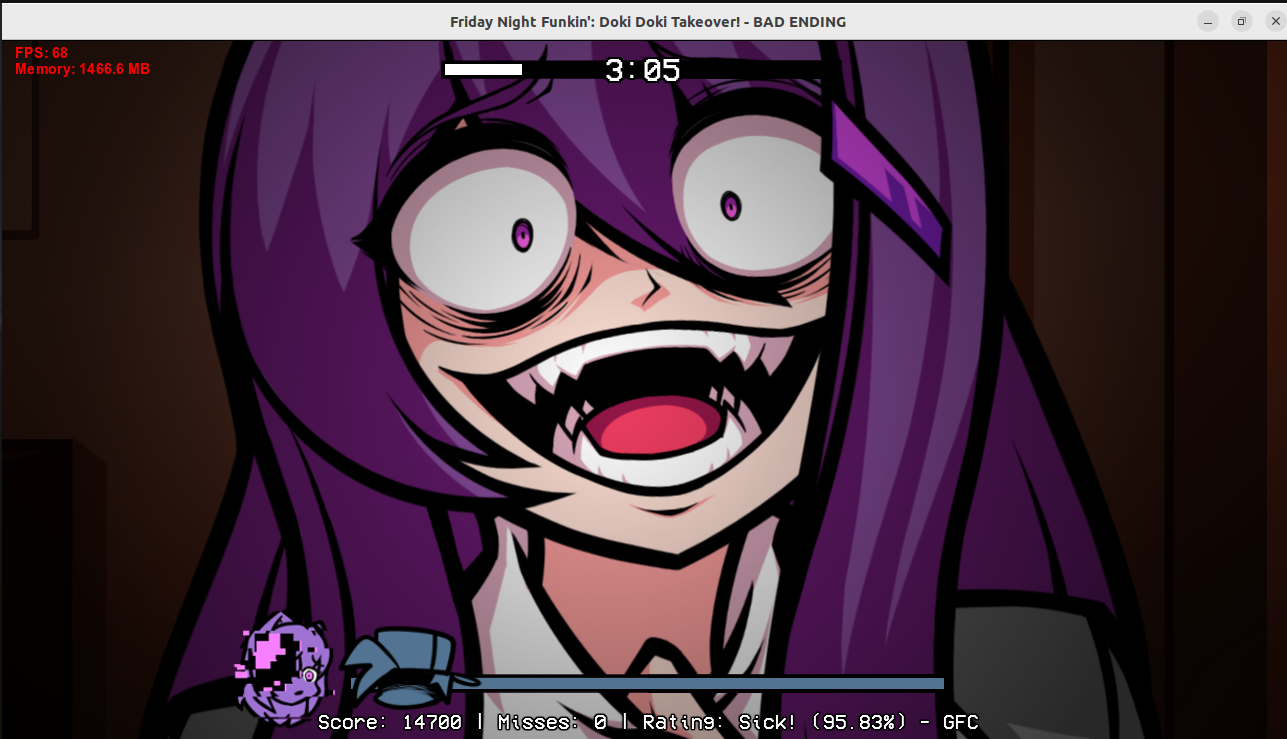 Friday Night Funkin': Doki Doki Takeover! - BAD ENDING
FPS: 68
Memory: 1466.6 MB
3:05
Score: 14700 | Misses: 0 | Rating: Sick! (95.83%) - GFC